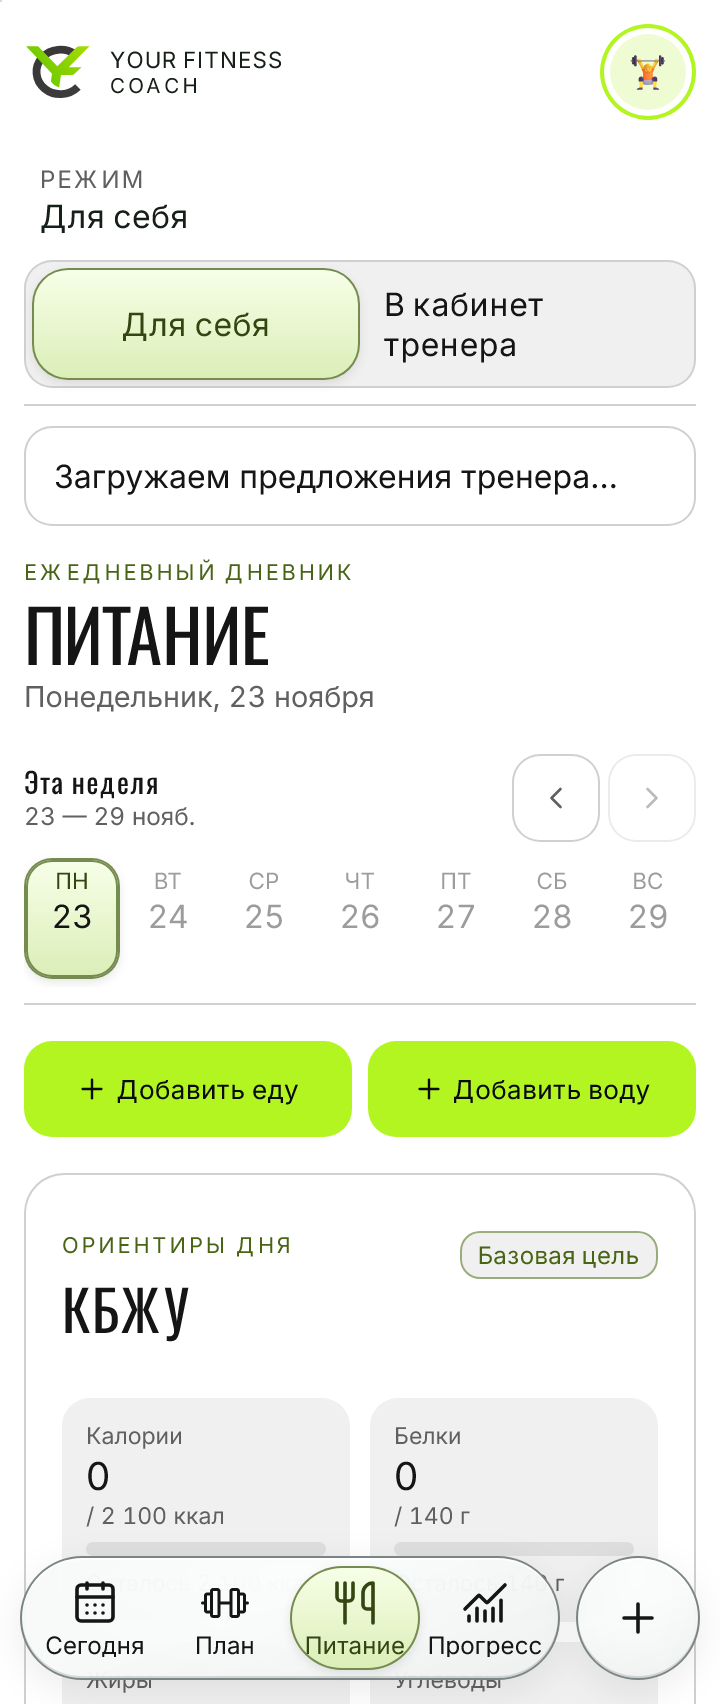 YOUR FITNESS
COACH
РЕЖИМ
Для себя
Для себя
В кабинет
тренера
Загружаем предложения тренера...
ЕЖЕДНЕВНЫЙ ДНЕВНИК
ПИТАНИЕ
Понедельник, 23 ноября
Эта неделя
23 — 29 нояб.
ПН ВТ СР ЧТ ПТ СБ ВС
23 24 25 26 27 28 29
+ Добавить еду + Добавить воду
ОРИЕНТИРЫ ДНЯ
Базовая цель
КБЖУ
Калории Белки
0 0
/ 2 100 ккал / 140 г
г
Сегодня План Питание Прогресс
Жиры Углеводы